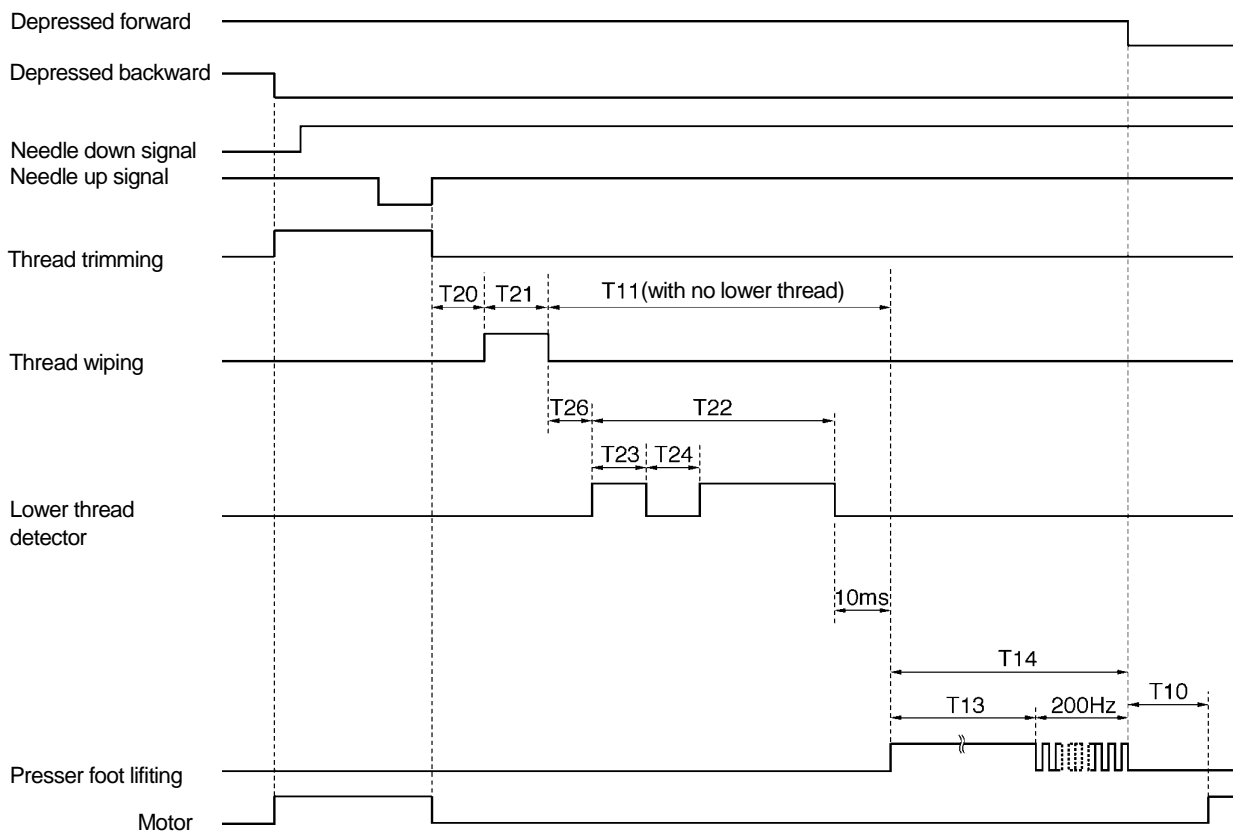 Depressed forward
Depressed backward
Needle down signal
Needle up signal
Thread trimming
T20
T21
T11(with no lower thread)
Thread wiping
T26
T22
T23
T24
Lower thread
detector
10ms
T14
T10
T13
200Hz
Presser foot lifiting
Motor